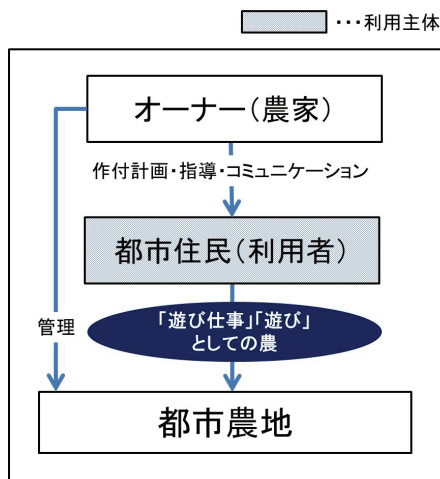 ･･･利用主体
オーナー(農家)
作付計画・指導・コミュニケーション
都市住民(利用者)
「遊び仕事」「遊び」
としての農
管理
都市農地